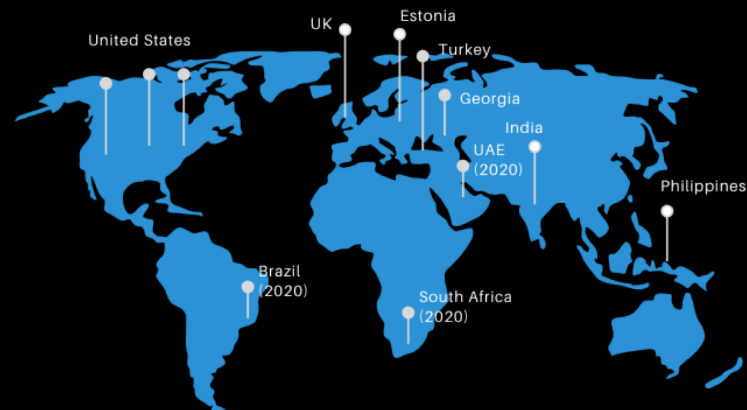 UK
Estonia
United States
Turkey
Georgia
India
UAE
(2020)
Philippines
Brazil
(2020)
South Africa
(2020)